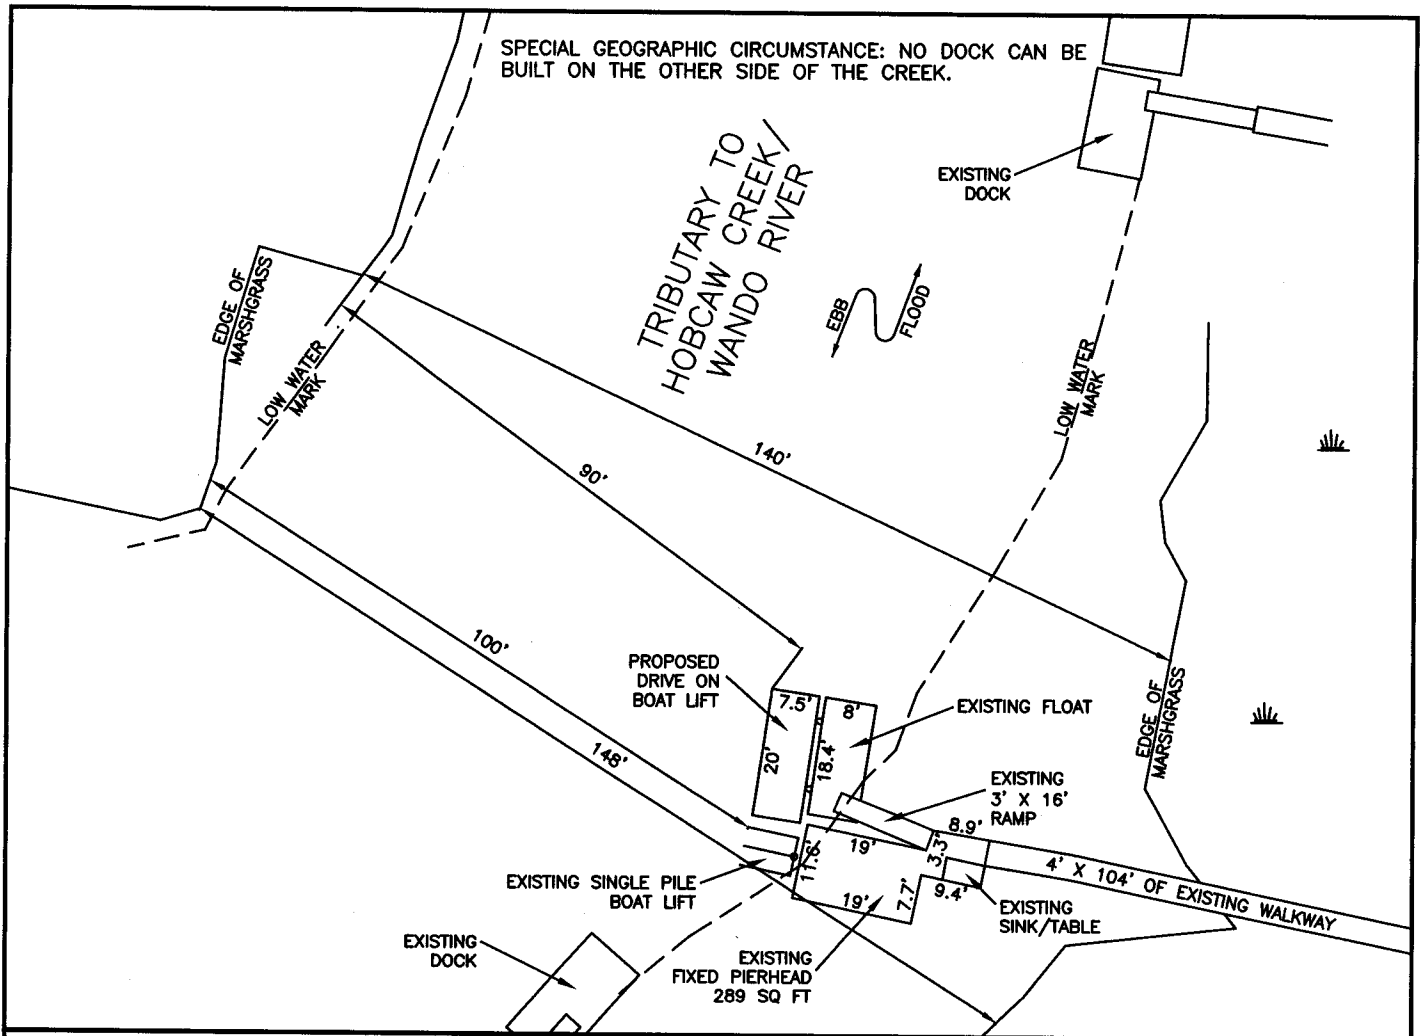 SPECIAL GEOGRAPHIC CIRCUMSTANCE: NO DOCK CAN BE
BUILT ON THE OTHER SIDE OF THE CREEK.
TRIBUTARY TO
HOBCAW CREEK/
WANDO RIVER
EXISTING
DOCK
EBB
FLOOD
EDGE OF
MARSHGRASS
LOW WATER
MARK
LOW WATER
MARK
140'
90'
100'
148'
PROPOSED
DRIVE ON
BOAT LIFT
7.5'
20'
8'
18.4'
EXISTING FLOAT
EDGE OF
MARSHGRASS
EXISTING
3' X 16'
RAMP
8.9'
3.3'
19'
11.6'
19'
7.7'
9.4'
4' X 104' OF EXISTING WALKWAY
EXISTING SINGLE PILE
BOAT LIFT
EXISTING
SINK/TABLE
EXISTING
DOCK
EXISTING
FIXED PIERHEAD
289 SQ FT